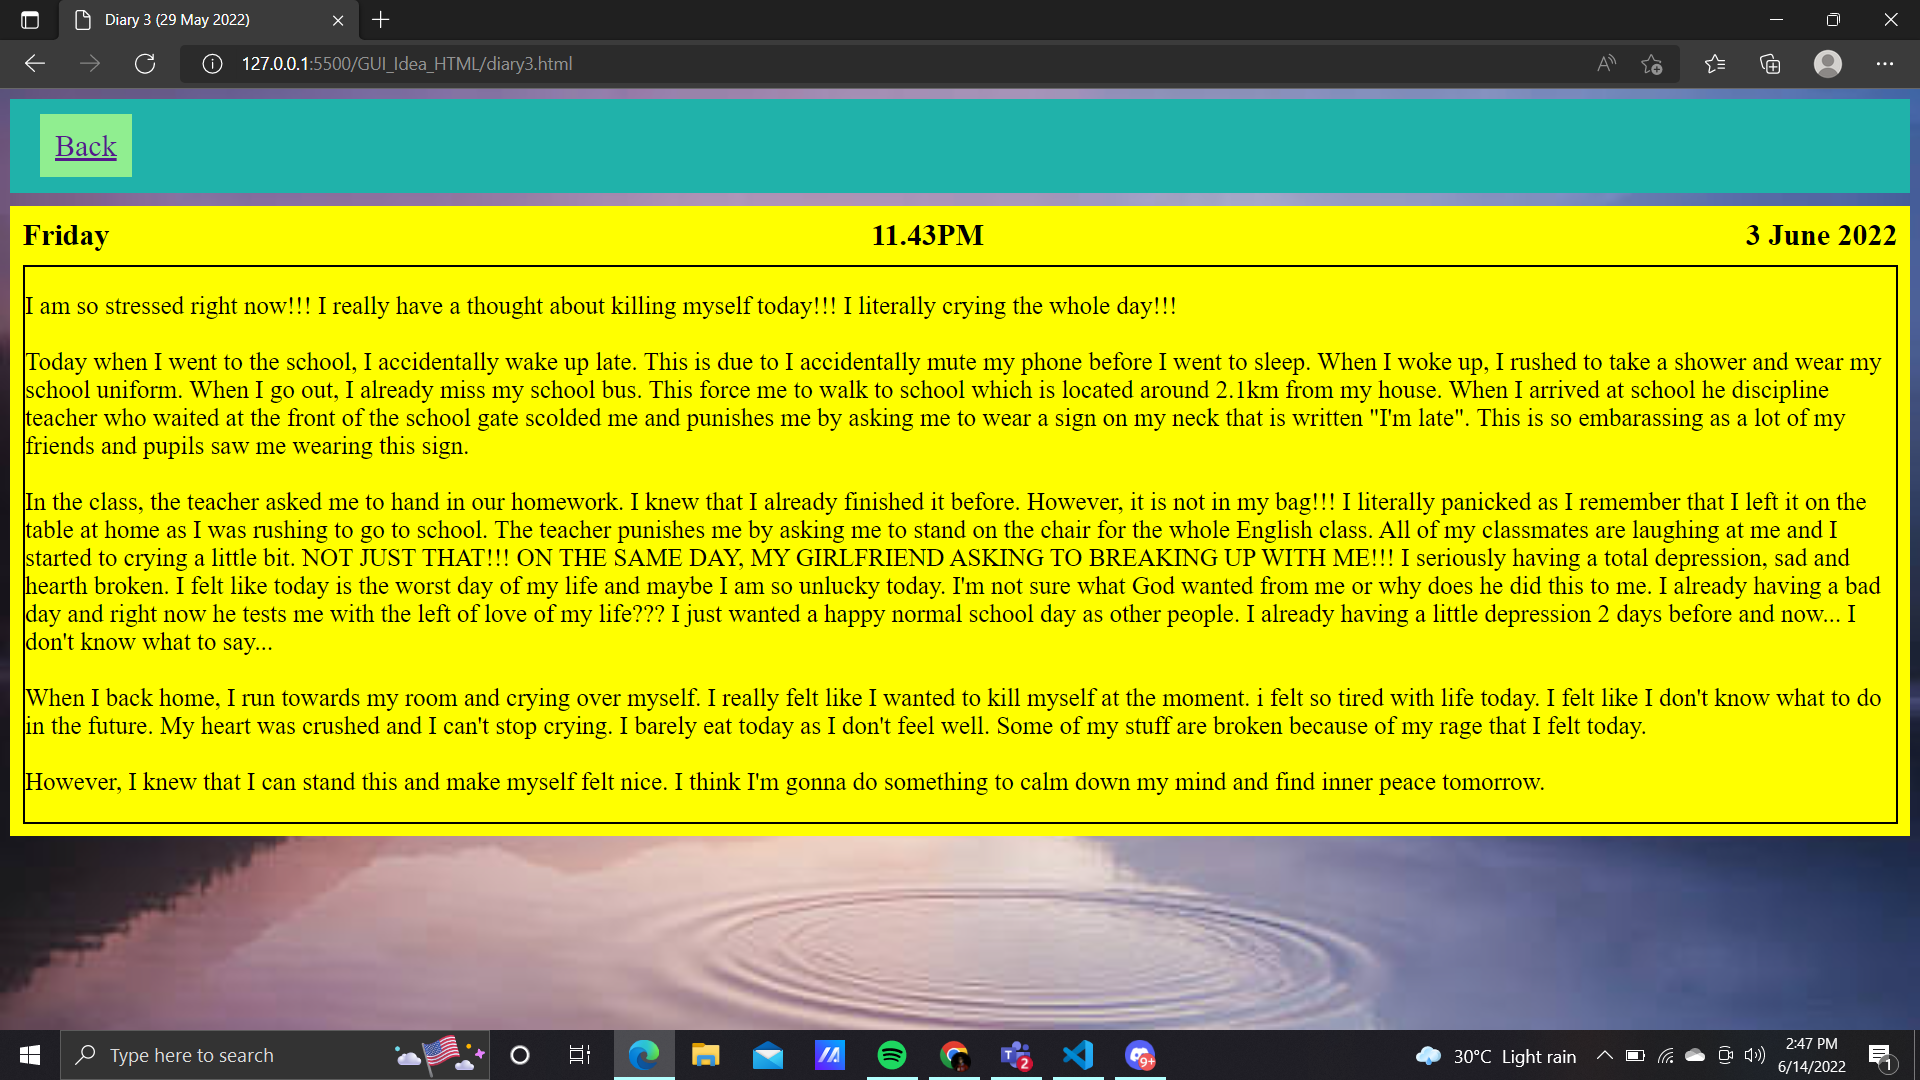 Diary 3 (29 May 2022)
127.0.0.1:5500/GUI_Idea_HTML/diary3.html
Back
Friday 11.43PM 3 June 2022
I am so stressed right now!!! I really have a thought about killing myself today!!! I literally crying the whole day!!!
Today when I went to the school, I accidentally wake up late. This is due to I accidentally mute my phone before I went to sleep. When I woke up, I rushed to take a shower and wear my
school uniform. When I go out, I already miss my school bus. This force me to walk to school which is located around 2.1km from my house. When I arrived at school he discipline
teacher who waited at the front of the school gate scolded me and punishes me by asking me to wear a sign on my neck that is written "I'm late". This is so embarassing as a lot of my
friends and pupils saw me wearing this sign.
In the class, the teacher asked me to hand in our homework. I knew that I already finished it before. However, it is not in my bag!!! I literally panicked as I remember that I left it on the
table at home as I was rushing to go to school. The teacher punishes me by asking me to stand on the chair for the whole English class. All of my classmates are laughing at me and I
started to crying a little bit. NOT JUST THAT!!! ON THE SAME DAY, MY GIRLFRIEND ASKING TO BREAKING UP WITH ME!!! I seriously having a total depression, sad and
hearth broken. I felt like today is the worst day of my life and maybe I am so unlucky today. I'm not sure what God wanted from me or why does he did this to me. I already having a bad
day and right now he tests me with the left of love of my life??? I just wanted a happy normal school day as other people. I already having a little depression 2 days before and now... I
don't know what to say...
When I back home, I run towards my room and crying over myself. I really felt like I wanted to kill myself at the moment. i felt so tired with life today. I felt like I don't know what to do
in the future. My heart was crushed and I can't stop crying. I barely eat today as I don't feel well. Some of my stuff are broken because of my rage that I felt today.
However, I knew that I can stand this and make myself felt nice. I think I'm gonna do something to calm down my mind and find inner peace tomorrow.
Type here to search
2
9+
30°C Light rain
2:47 PM
6/14/2022
1